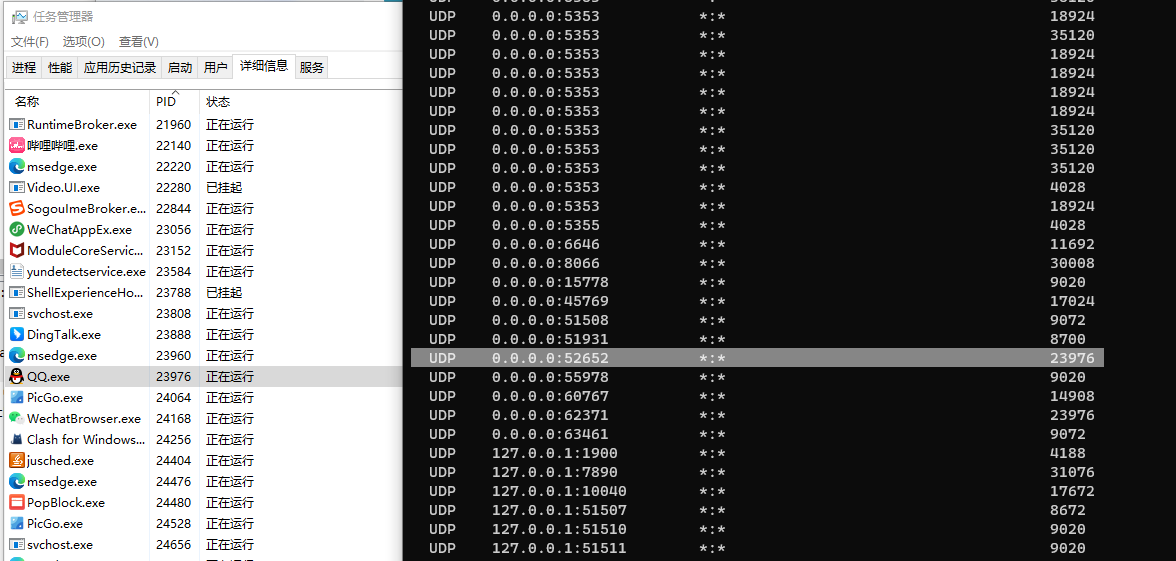 任务管理器
文件(F) 选项(O) 查看(V)
进程 性能 应用历史记录 启动 用户 详细信息 服务
名称 PID 状态
RuntimeBroker.exe 21960 正在运行
哔哩哔哩.exe 22140 正在运行
msedge.exe 22220 正在运行
Video.UI.exe 22280 已挂起
SogouImeBroker.e... 22844 正在运行
WeChatAppEx.exe 23056 正在运行
ModuleCoreServic... 23152 正在运行
yundetectservice.exe 23584 正在运行
ShellExperienceHo... 23788 已挂起
svchost.exe 23808 正在运行
DingTalk.exe 23888 正在运行
msedge.exe 23960 正在运行
QQ.exe 23976 正在运行
PicGo.exe 24064 正在运行
WechatBrowser.exe 24168 正在运行
Clash for Windows... 24256 正在运行
jusched.exe 24404 正在运行
msedge.exe 24476 正在运行
PopBlock.exe 24480 正在运行
PicGo.exe 24528 正在运行
svchost.exe 24656 正在运行
UDP 0.0.0.0:5353 *:* 18924
UDP 0.0.0.0:5353 *:* 35120
UDP 0.0.0.0:5353 *:* 18924
UDP 0.0.0.0:5353 *:* 18924
UDP 0.0.0.0:5353 *:* 18924
UDP 0.0.0.0:5353 *:* 18924
UDP 0.0.0.0:5353 *:* 35120
UDP 0.0.0.0:5353 *:* 35120
UDP 0.0.0.0:5353 *:* 35120
UDP 0.0.0.0:5353 *:* 4028
UDP 0.0.0.0:5353 *:* 18924
UDP 0.0.0.0:5355 *:* 4028
UDP 0.0.0.0:6646 *:* 11692
UDP 0.0.0.0:8066 *:* 30008
UDP 0.0.0.0:15778 *:* 9020
UDP 0.0.0.0:45769 *:* 17024
UDP 0.0.0.0:51508 *:* 9072
UDP 0.0.0.0:51931 *:* 8700
UDP 0.0.0.0:52652 *:* 23976
UDP 0.0.0.0:55978 *:* 9020
UDP 0.0.0.0:60767 *:* 14908
UDP 0.0.0.0:62371 *:* 23976
UDP 0.0.0.0:63461 *:* 9072
UDP 127.0.0.1:1900 *:* 4188
UDP 127.0.0.1:7890 *:* 31076
UDP 127.0.0.1:10040 *:* 17672
UDP 127.0.0.1:51507 *:* 8672
UDP 127.0.0.1:51510 *:* 9020
UDP 127.0.0.1:51511 *:* 9020